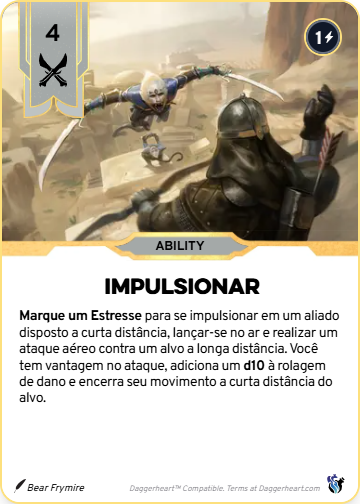 4
1
ABILITY
IMPULSIONAR
Marque um Estresse para se impulsionar em um aliado
disposto a curta distância, lançar-se no ar e realizar um
ataque aéreo contra um alvo a longa distância. Você
tem vantagem no ataque, adiciona um d10 à rolagem
de dano e encerra seu movimento a curta distância do
alvo.
Bear Frymire
Daggerheart™ Compatible. Terms at Daggerheart.com